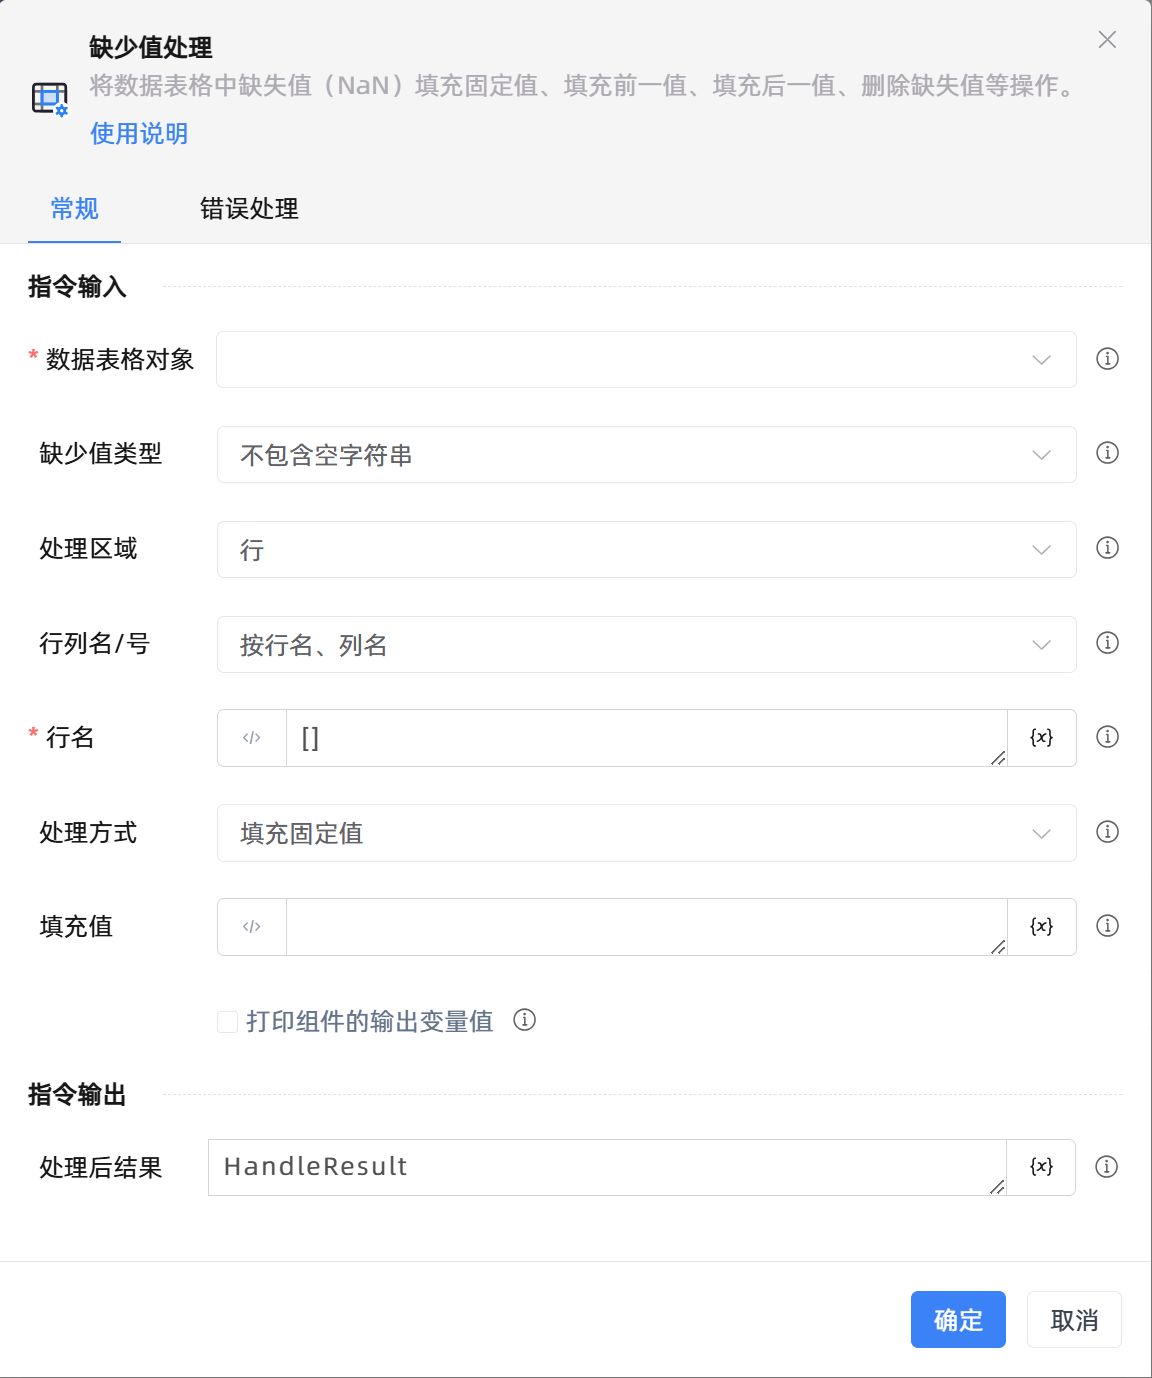 缺少值处理
将数据表格中缺失值（NaN）填充固定值、填充前一值、填充后一值、删除缺失值等操作。
使用说明
常规 错误处理
指令输入
* 数据表格对象
缺少值类型 不包含空字符串
处理区域 行
行列名/号 按行名、列名
* 行名 </> [] {x}
处理方式 填充固定值
填充值 </> {x}
打印组件的输出变量值
指令输出
处理后结果 HandleResult {x}
确定 取消